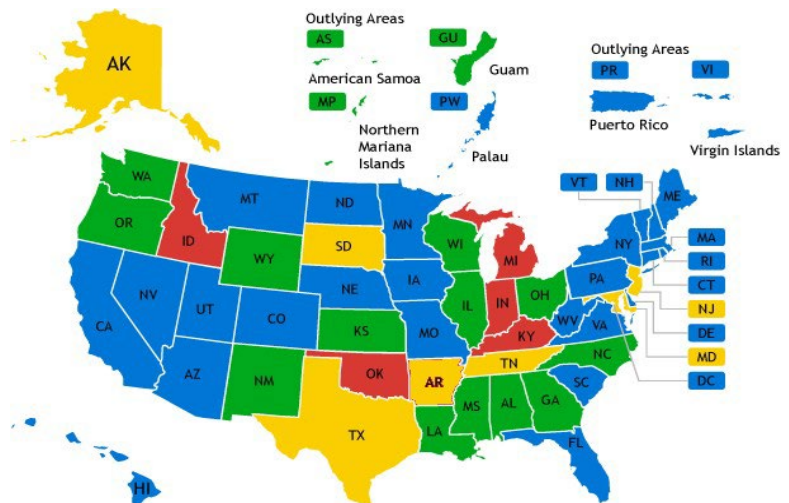 AK
Outlying Areas
AS
GU
American Samoa
Guam
MP
PW
Northern
Mariana
Islands
Palau
Outlying Areas
PR
VI
Puerto Rico
Virgin Islands
WA
OR
ID
MT
ND
MN
WI
MI
VT
NH
ME
NY
MA
RI
CT
NJ
DE
MD
DC
WY
SD
IA
NE
PA
OH
IN
IL
NV
UT
CO
CA
KS
MO
KY
WV
VA
NC
TN
AZ
NM
OK
AR
SC
MS
AL
GA
TX
LA
FL
HI